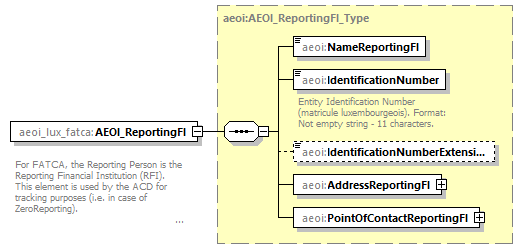 aeoi:AEOI_ReportingFI_Type
aeoi:NameReportingFI
aeoi:IdentificationNumber
Entity Identification Number
(matricule luxembourgeois). Format:
Not empty string - 11 characters.
aeoi_lux_fatca:AEOI_ReportingFI
For FATCA, the Reporting Person is the
Reporting Financial Institution (RFI).
This element is used by the ACD for
tracking purposes (i.e. in case of
ZeroReporting).
...
aeoi:IdentificationNumberExtensi...
aeoi:AddressReportingFI
aeoi:PointOfContactReportingFI